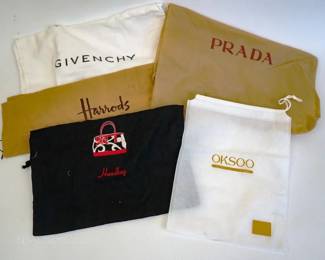 GIVENCHY
PRADA
Harrods
Handbag
OKSOO